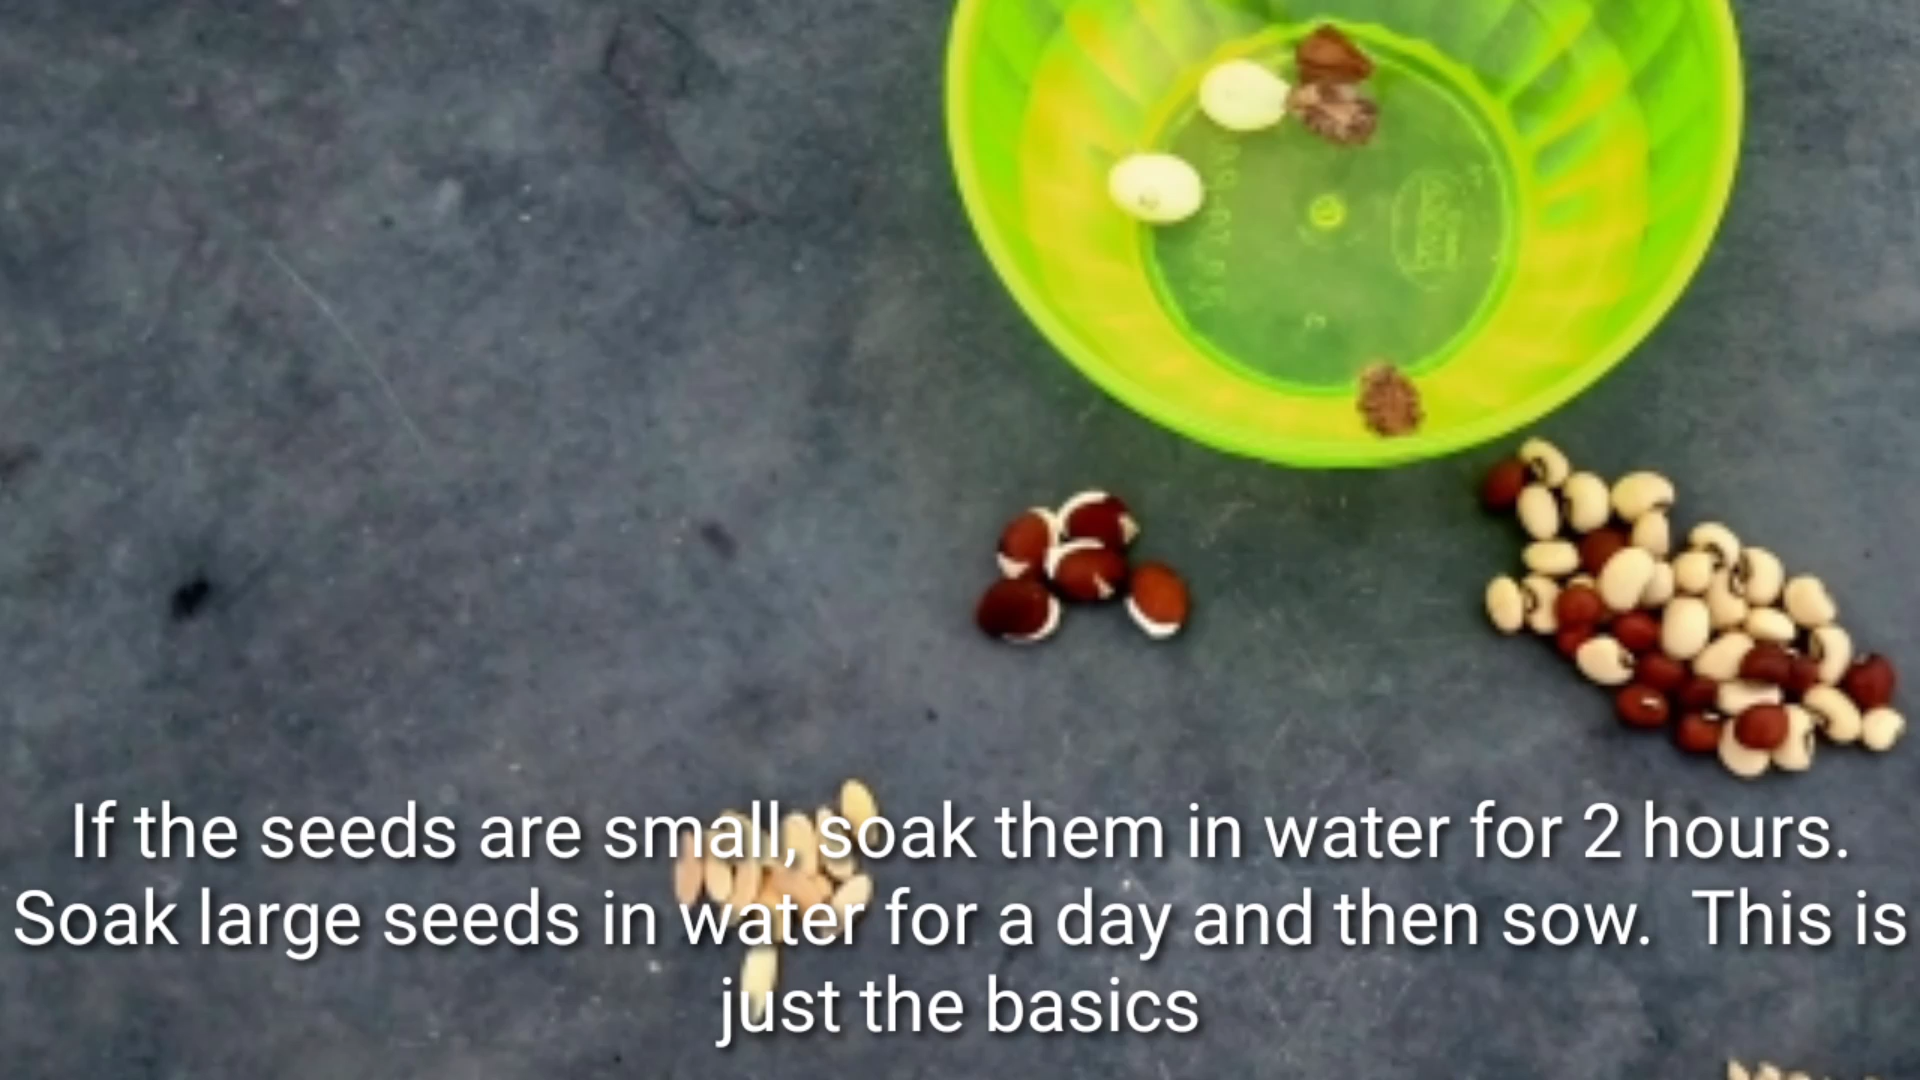 If the seeds are small, soak them in water for 2 hours.
Soak large seeds in water for a day and then sow.  This is
just the basics